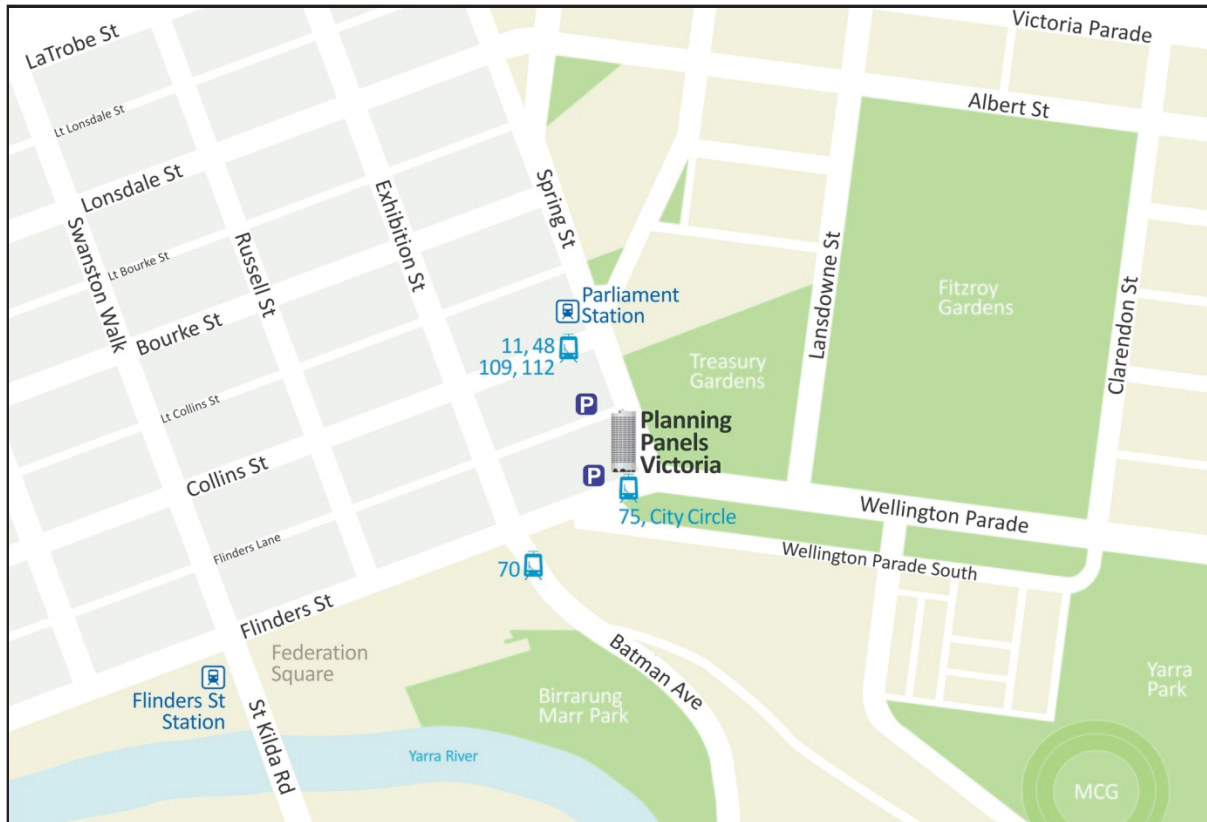 Victoria Parade
LaTrobe St
Albert St
Lt Lonsdale St
Lonsdale St
Spring St
Exhibition St
Swanston Walk
Russell St
Lt Bourke St
Lansdowne St
Clarendon St
Fitzroy
Gardens
Parliament
Station
Bourke St
11, 48
109, 112
Treasury
Gardens
Lt Collins St
P
Planning
Panels
Victoria
Collins St
P
75, City Circle
Wellington Parade
Flinders Lane
Wellington Parade South
70
Flinders St
Federation
Square
Batman Ave
Yarra
Park
Flinders St
Station
Birrarung
Marr Park
St Kilda Rd
Yarra River
MCG